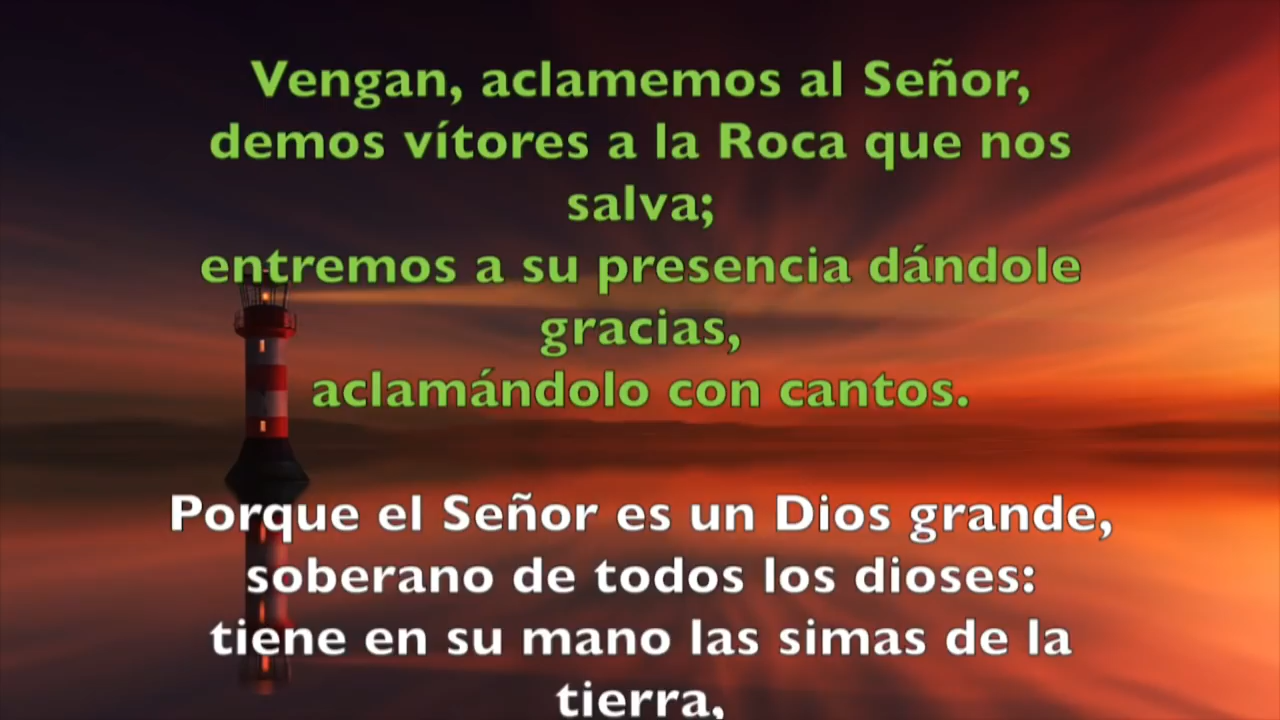 Vengan, aclamemos al Señor,
demos vítores a la Roca que nos
salva;
entremos a su presencia dándole
gracias,
aclamándolo con cantos.
Porque el Señor es un Dios grande,
soberano de todos los dioses:
tiene en su mano las simas de la
tierra,